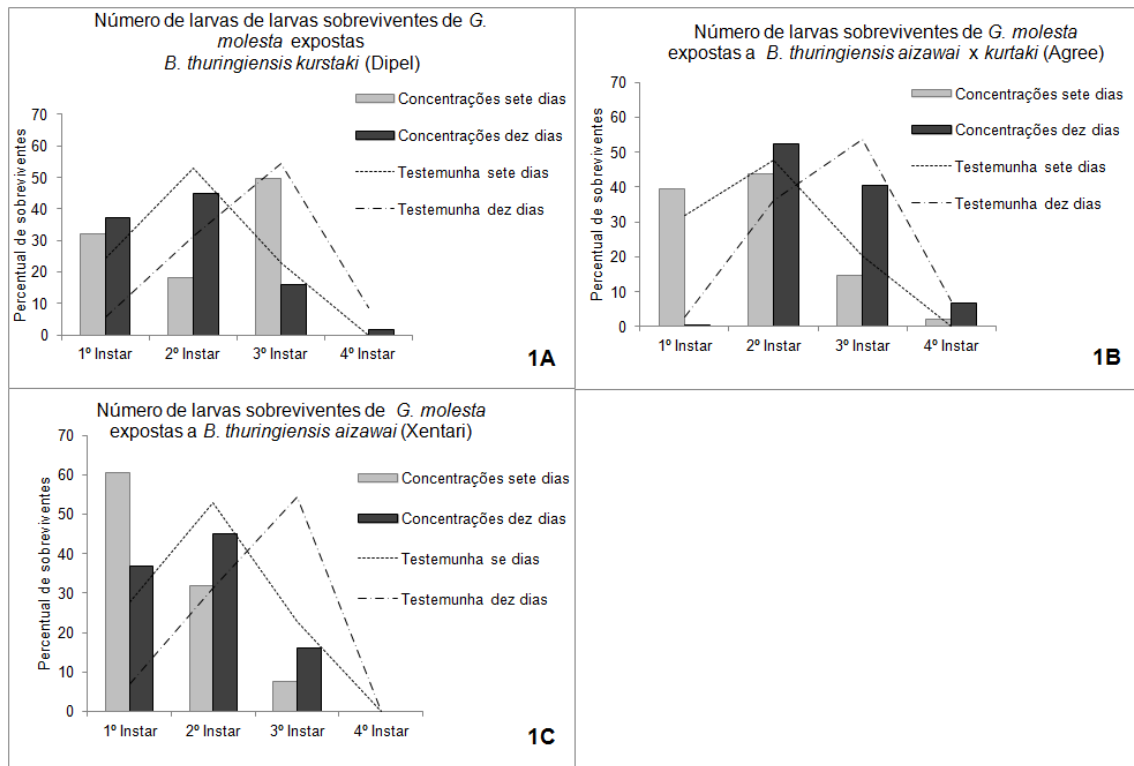 Número de larvas de larvas sobreviventes de G.
molesta expostas
B. thuringiensis kurstaki (Dipel)
Concentrações sete dias
Concentrações dez dias
Testemunha sete dias
Testemunha dez dias
Percentual de sobreviventes
70
60
50
40
30
20
10
0
1º Instar 2º Instar 3º Instar 4º Instar
1A
Número de larvas sobreviventes de G. molesta
expostas a B. thuringiensis aizawai x kurtaki (Agree)
Concentrações sete dias
Concentrações dez dias
Testemunha sete dias
Testemunha dez dias
Percentual de sobreviventes
70
60
50
40
30
20
10
0
1º Instar 2º Instar 3º Instar 4º Instar
1B
Número de larvas sobreviventes de G. molesta
expostas a B. thuringiensis aizawai (Xentari)
Concentrações sete dias
Concentrações dez dias
Testemunha se dias
Testemunha dez dias
Percentual de sobreviventes
70
60
50
40
30
20
10
0
1º Instar 2º Instar 3º Instar 4º Instar
1C